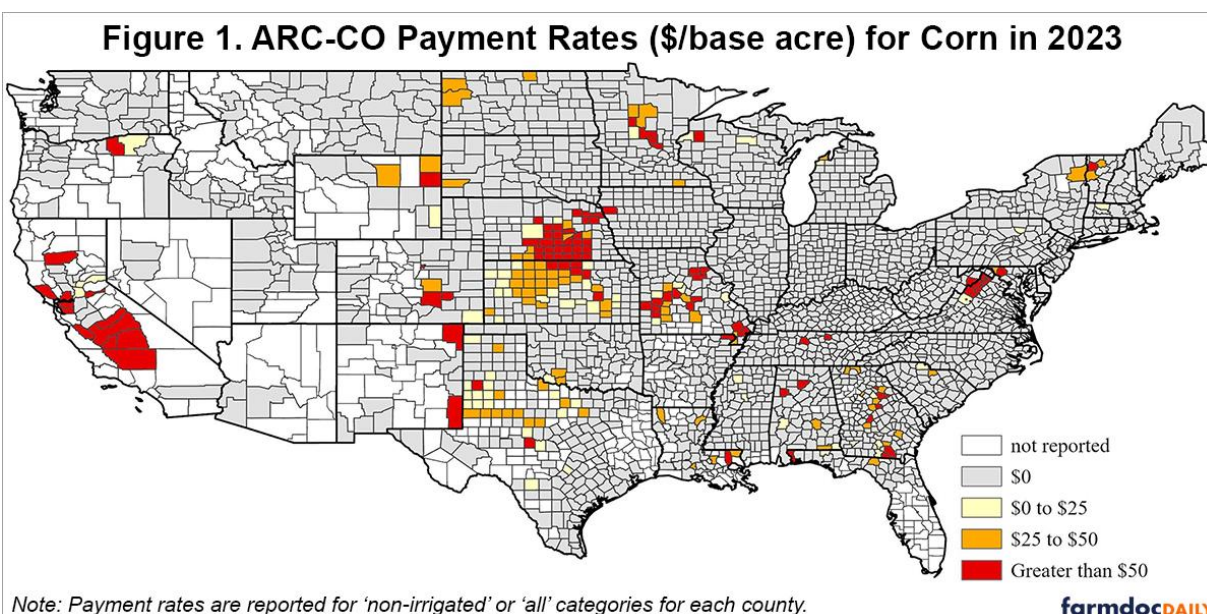 Figure 1. ARC-CO Payment Rates ($/base acre) for Corn in 2023
not reported
$0
$0 to $25
$25 to $50
Greater than $50
Note: Payment rates are reported for 'non-irrigated' or 'all' categories for each county.
farmdocDAILY